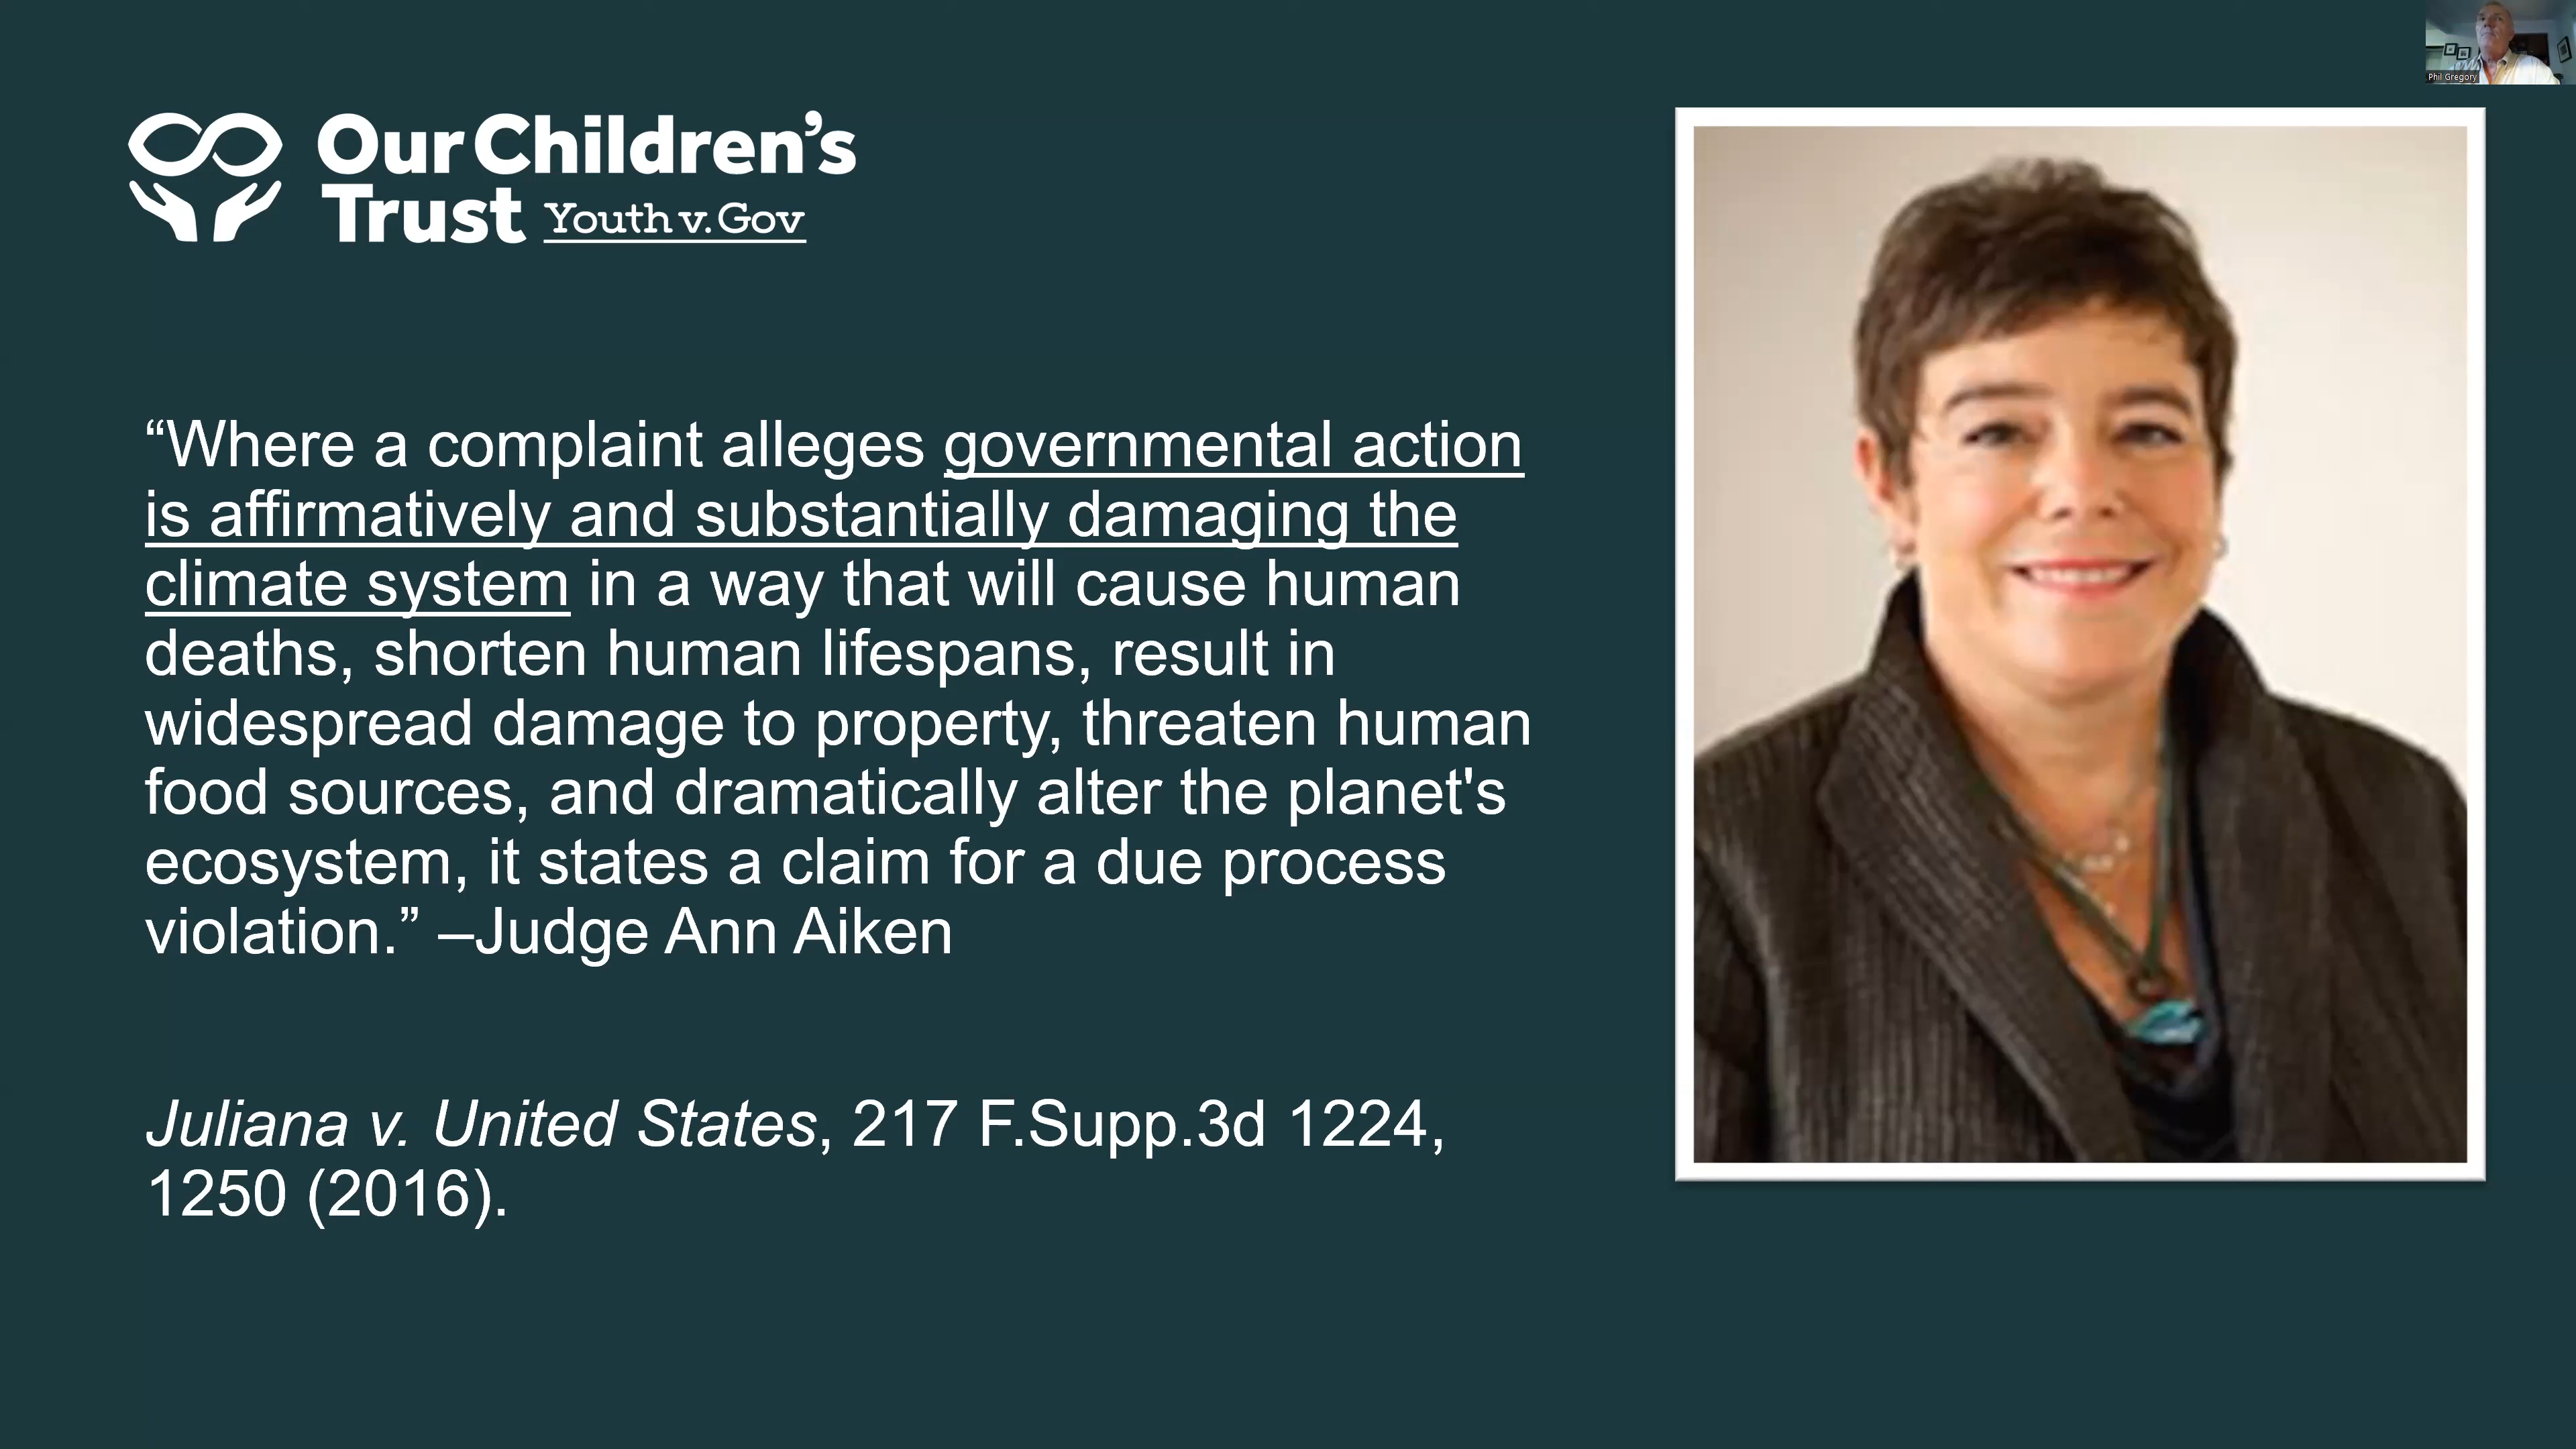 Phil Gregory
Our Children’s
Trust Youth v. Gov
“Where a complaint alleges governmental action
is affirmatively and substantially damaging the
climate system in a way that will cause human
deaths, shorten human lifespans, result in
widespread damage to property, threaten human
food sources, and dramatically alter the planet's
ecosystem, it states a claim for a due process
violation.” –Judge Ann Aiken
Juliana v. United States, 217 F.Supp.3d 1224,
1250 (2016).